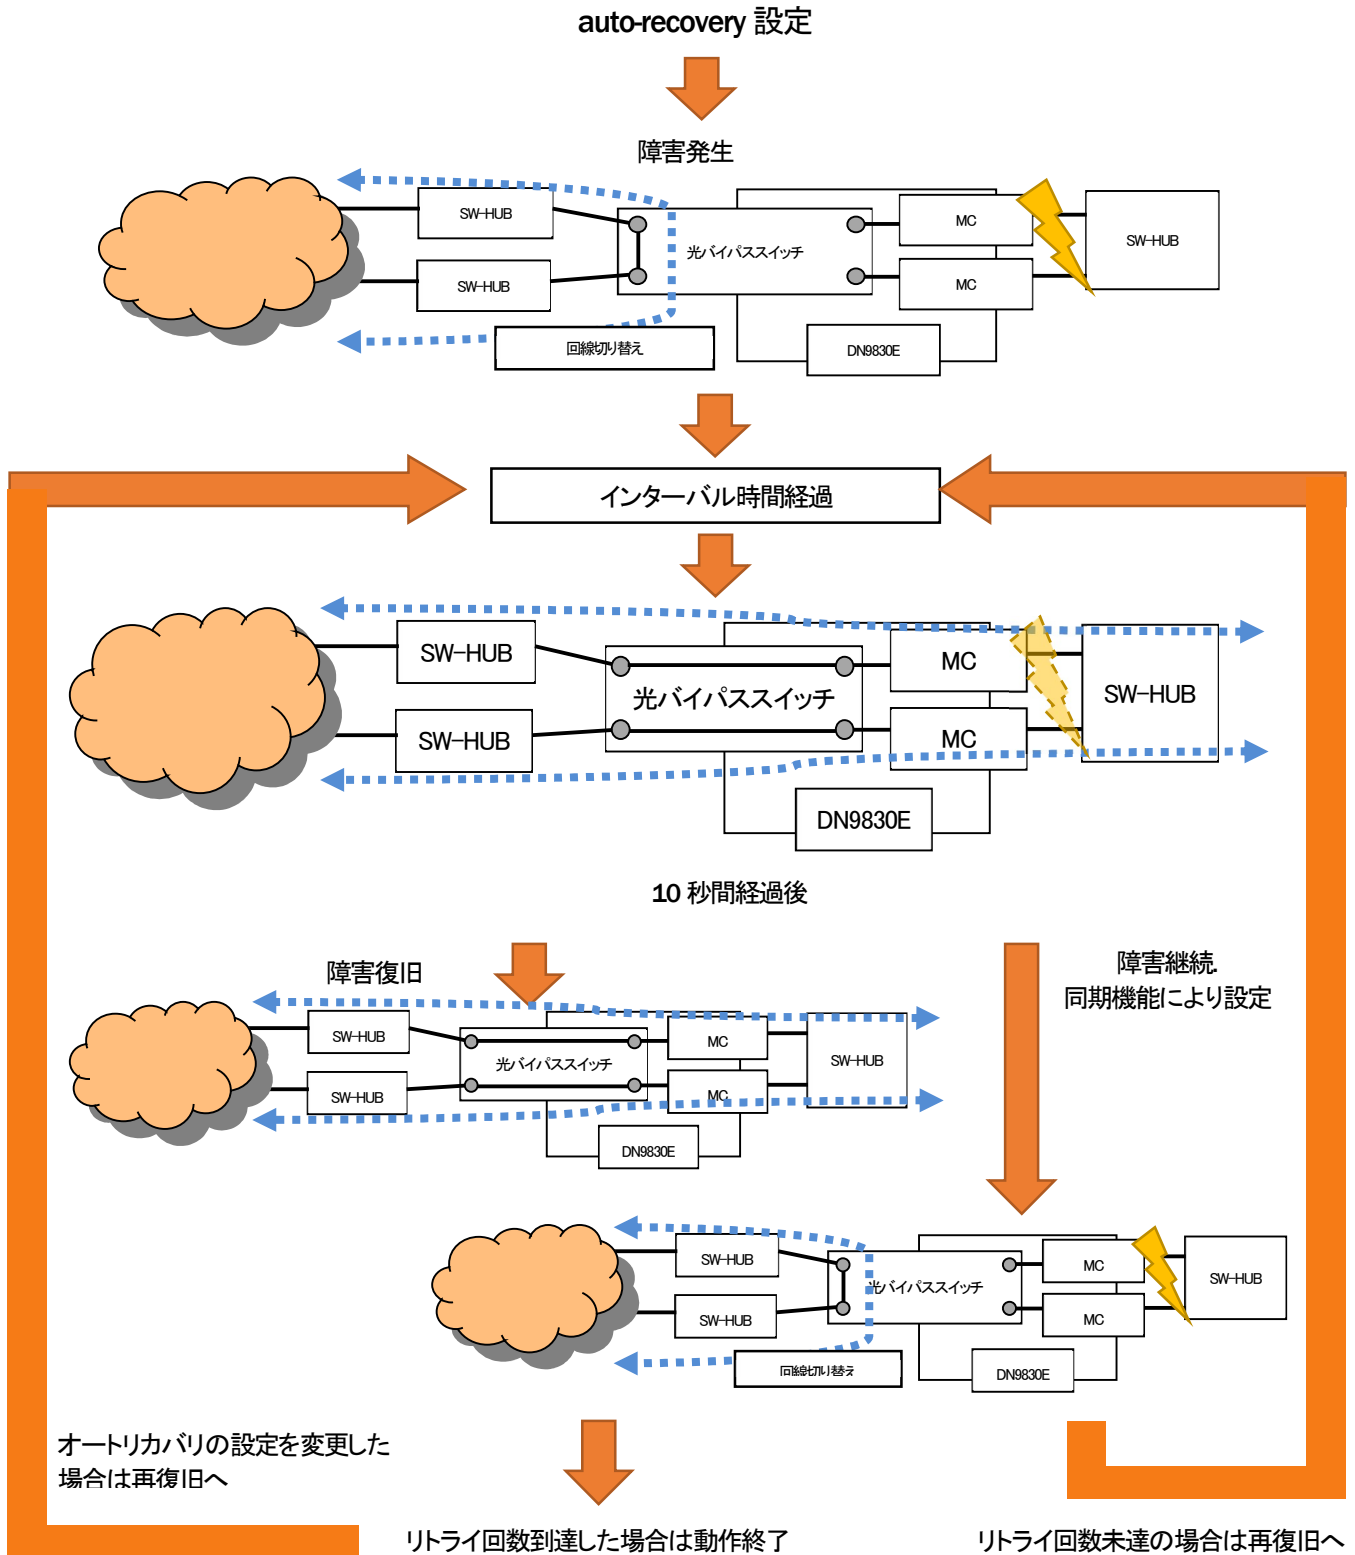 auto-recovery 設定
障害発生
SW-HUB
MC
SW-HUB
光バイパススイッチ
SW-HUB
MC
回線切り替え
DN9830E
インターバル時間経過
SW-HUB
MC
光バイパススイッチ
SW-HUB
SW-HUB
MC
DN9830E
10 秒間経過後
障害復旧
障害継続.
同期機能により設定
SW-HUB
MC
光バイパススイッチ
SW-HUB
SW-HUB
MC
DN9830E
SW-HUB
MC
光バイパススイッチ
SW-HUB
SW-HUB
MC
回線切り替え
DN9830E
オートリカバリの設定を変更した
場合は再復旧へ
リトライ回数到達した場合は動作終了
リトライ回数未達の場合は再復旧へ